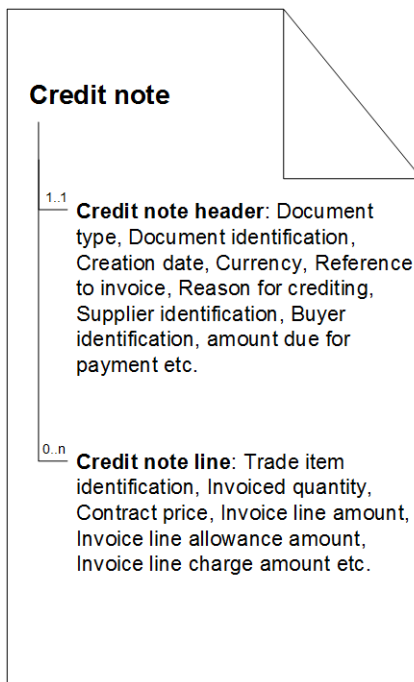 Credit note
1..1
Credit note header: Document
type, Document identification,
Creation date, Currency, Reference
to invoice, Reason for crediting,
Supplier identification, Buyer
identification, amount due for
payment etc.
0..n
Credit note line: Trade item
identification, Invoiced quantity,
Contract price, Invoice line amount,
Invoice line allowance amount,
Invoice line charge amount etc.